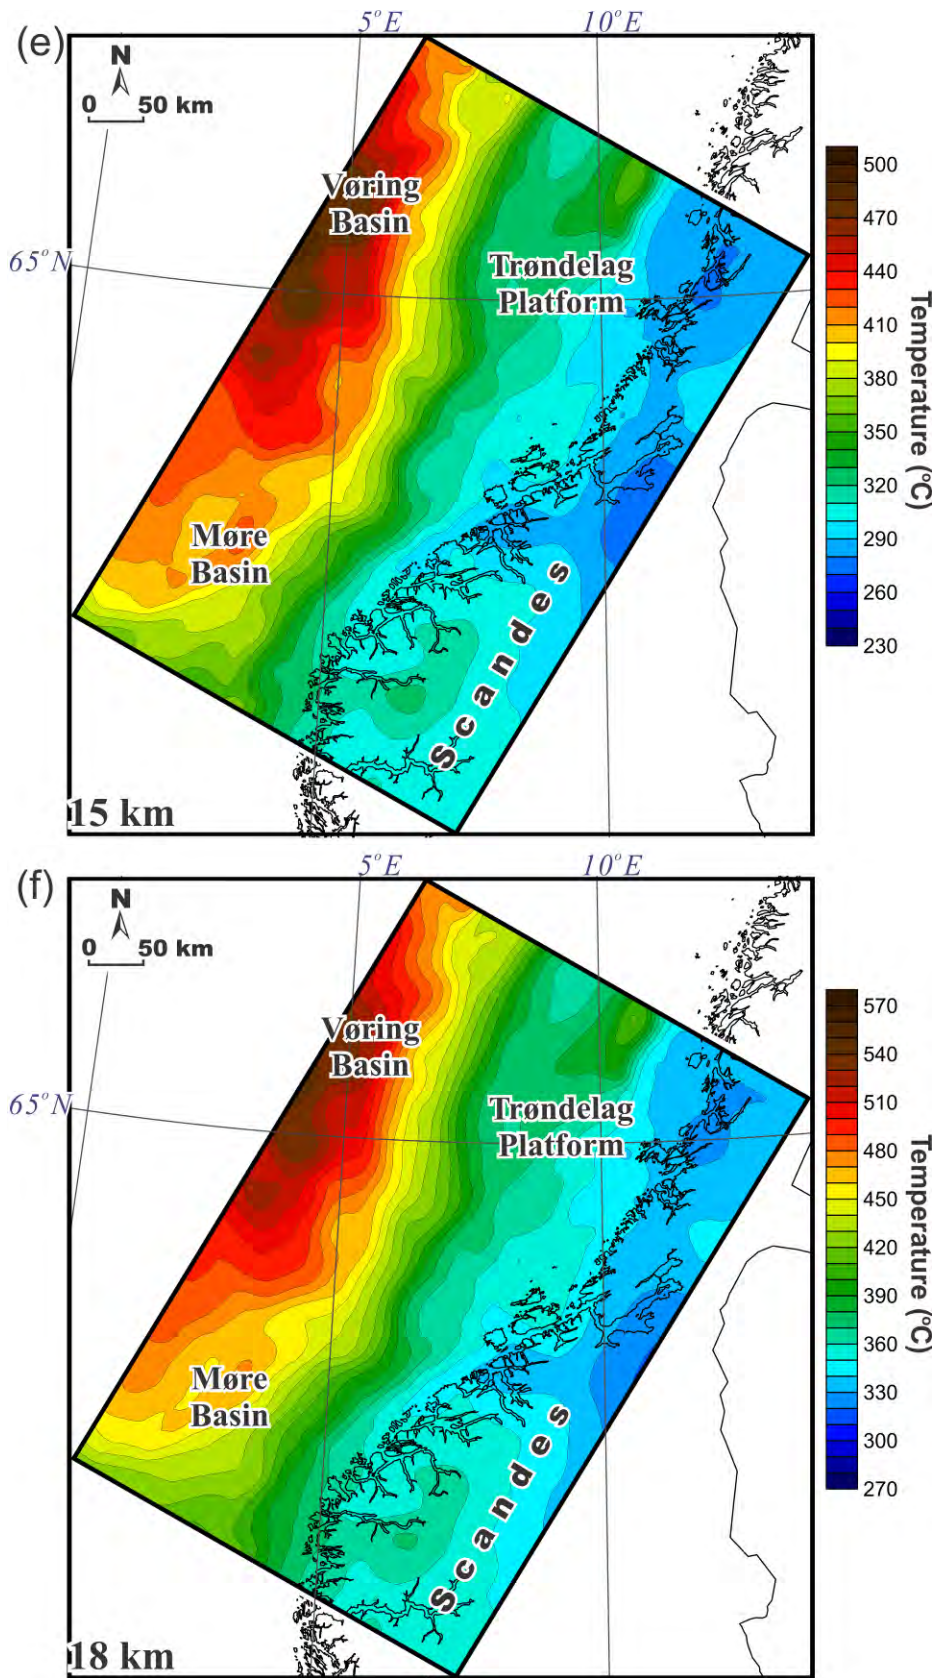 (e)
5°E
10°E
N
0 50 km
Vøring
Basin
65°N
Trøndelag
Platform
Møre
Basin
Scandes
15 km
500
470
440
410
380
350
320
290
260
230
Temperature (°C)
(f)
5°E
10°E
N
0 50 km
Vøring
Basin
65°N
Trøndelag
Platform
Møre
Basin
Scandes
18 km
570
540
510
480
450
420
390
360
330
300
270
Temperature (°C)